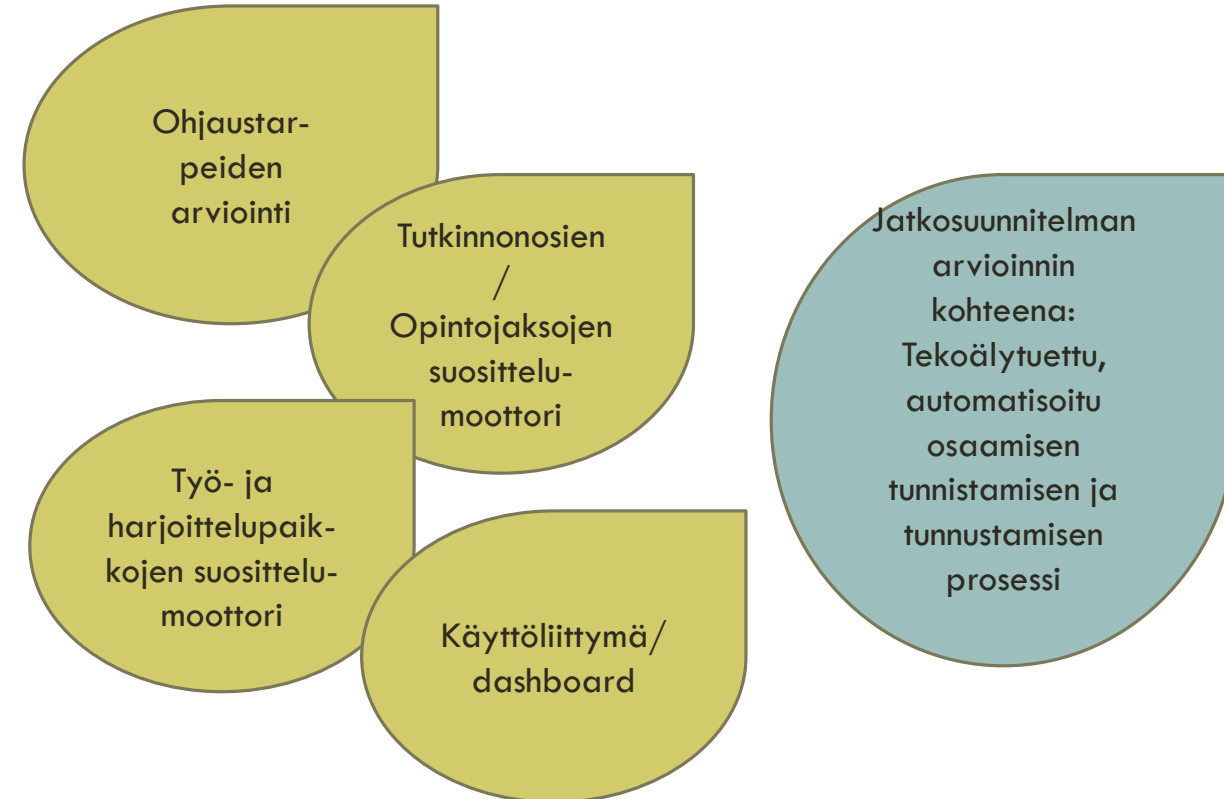 Ohjaustar-
peiden
arviointi
Tutkinnonosien
/
Opintojaksojen
suosittelu-
moottori
Työ- ja
harjoittelupaik-
kojen suosittelu-
moottori
Käyttöliittymä/
dashboard
Jatkosuunnitelman
arvioinnin
kohteena:
Tekoälytuettu,
automatisoitu
osaamisen
tunnistamisen ja
tunnustamisen
prosessi